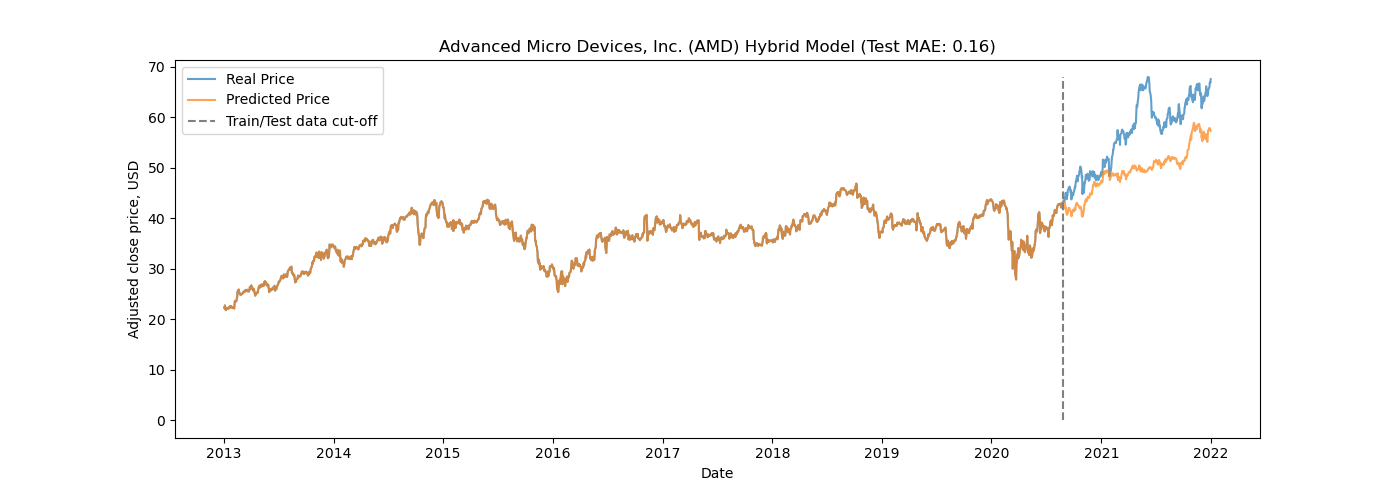 Advanced Micro Devices, Inc. (AMD) Hybrid Model (Test MAE: 0.16)
Real Price
Predicted Price
Train/Test data cut-off
Adjusted close price, USD
70
60
50
40
30
20
10
0
2013 2014 2015 2016 2017 2018 2019 2020 2021 2022
Date